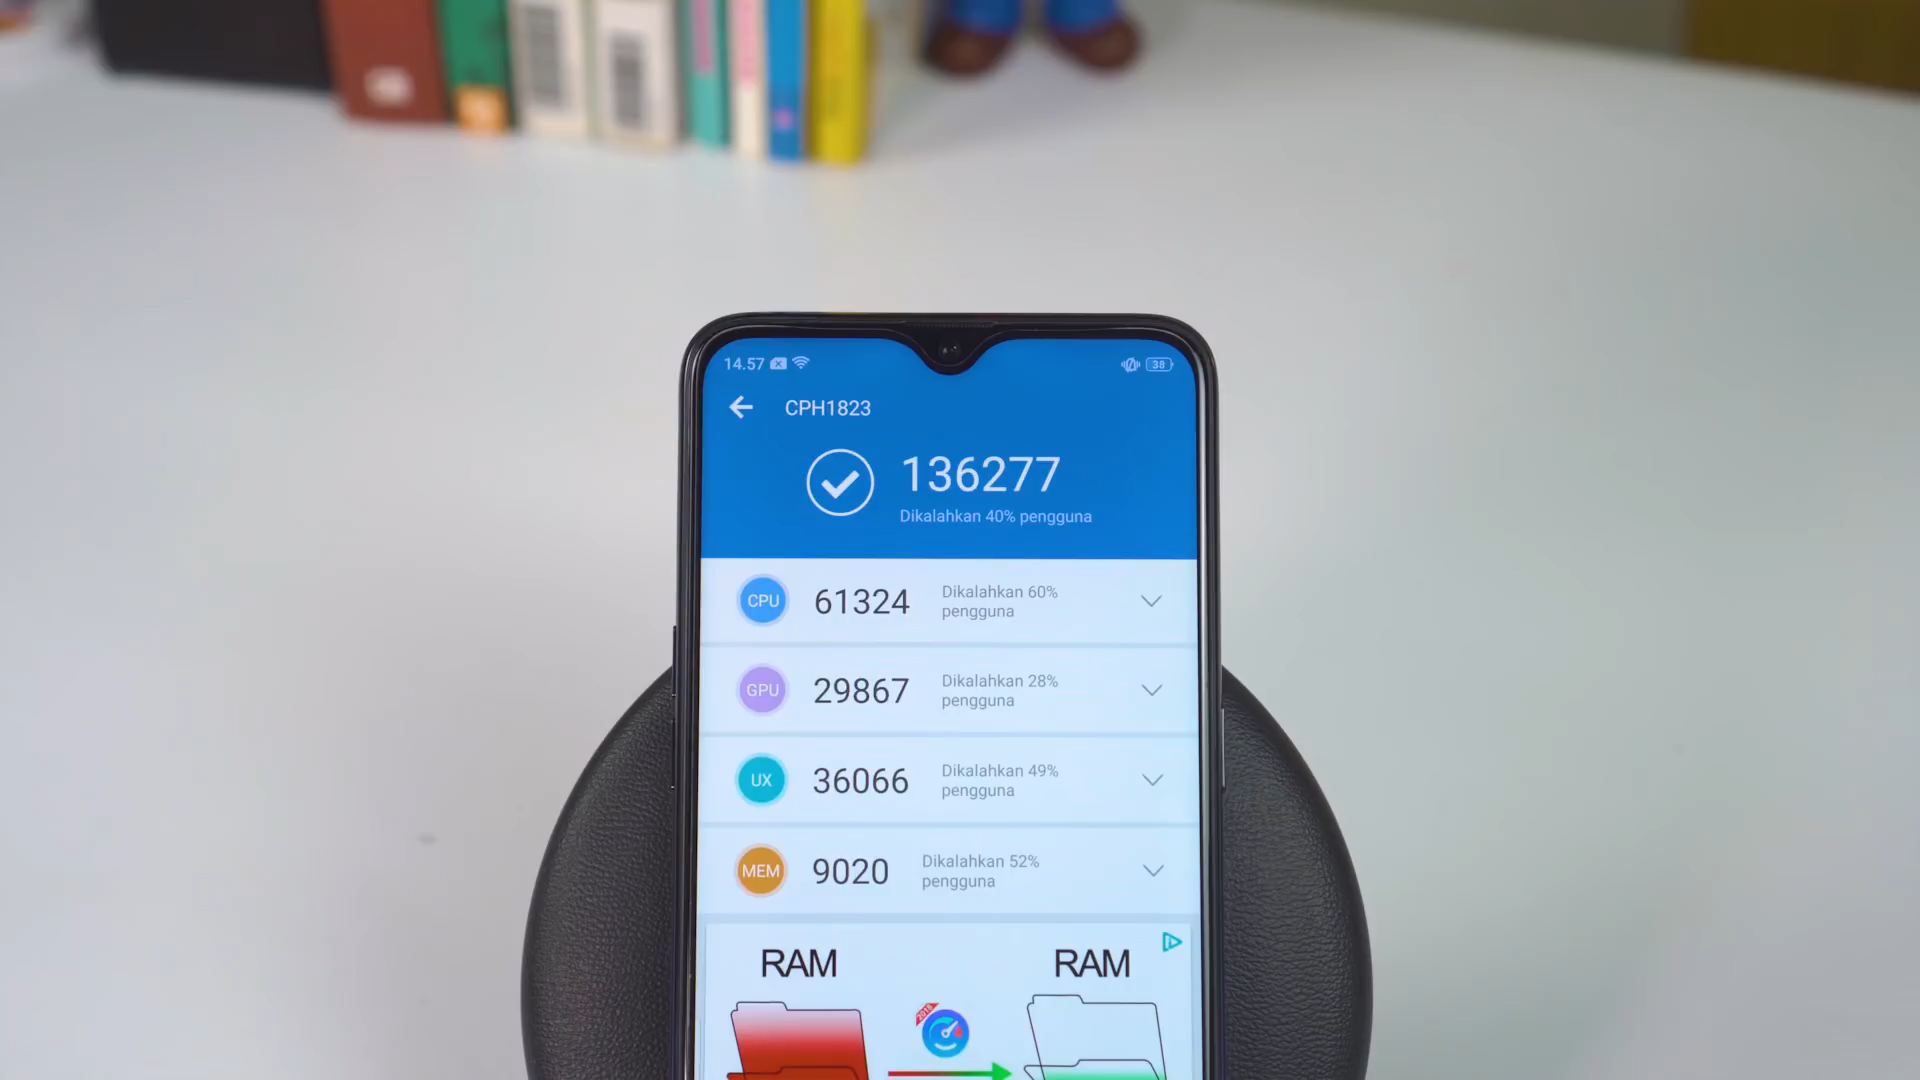 14.57
38
CPH1823
136277
Dikalahkan 40% pengguna
CPU
61324
Dikalahkan 60%
pengguna
GPU
29867
Dikalahkan 28%
pengguna
UX
36066
Dikalahkan 49%
pengguna
MEM
9020
Dikalahkan 52%
pengguna
RAM
RAM